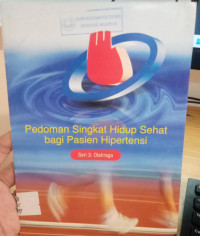 Pedoman Singkat Hidup Sehat
bagi Pasien Hipertensi
Seri 3: Olahraga